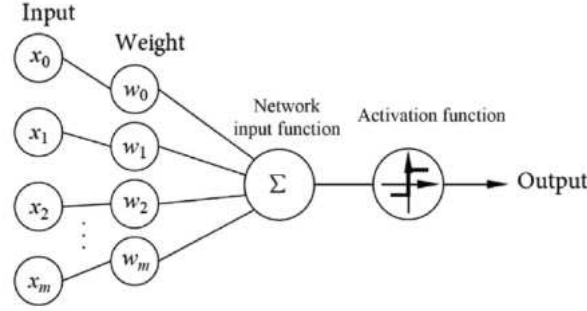 Input
Weight
x0
w0
Network
input function
Activation function
x1
w1
Σ
Output
x2
w2
⋮
xm
wm